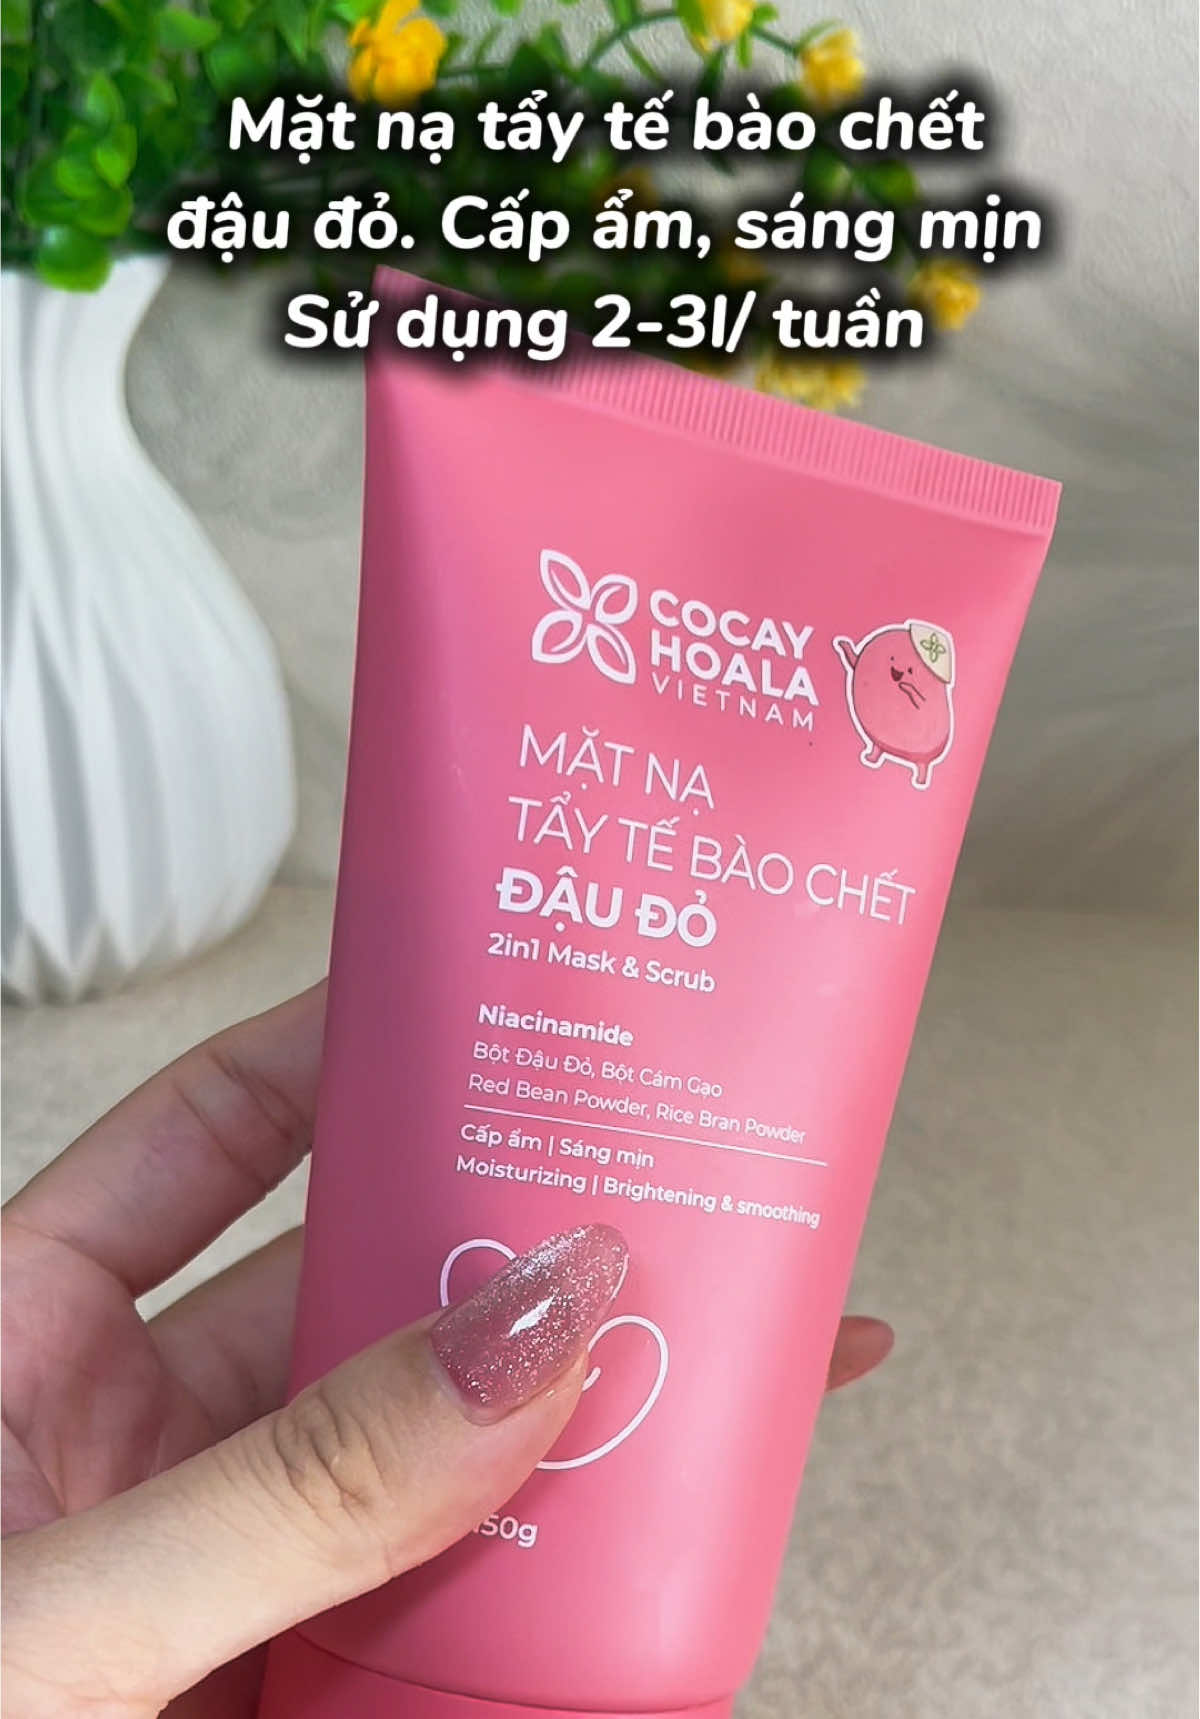 Mặt nạ tẩy tế bào chết
đậu đỏ. Cấp ẩm, sáng mịn
Sử dụng 2-3l/ tuần
COCAY
HOALA
VIETNAM
MẶT NẠ
TẨY TẾ BÀO CHẾT
ĐẬU ĐỎ
2in1 Mask & Scrub
Niacinamide
Bột Đậu Đỏ, Bột Cám Gạo
Red Bean Powder, Rice Bran Powder
Cấp ẩm | Sáng mịn
Moisturizing | Brightening & smoothing
150g